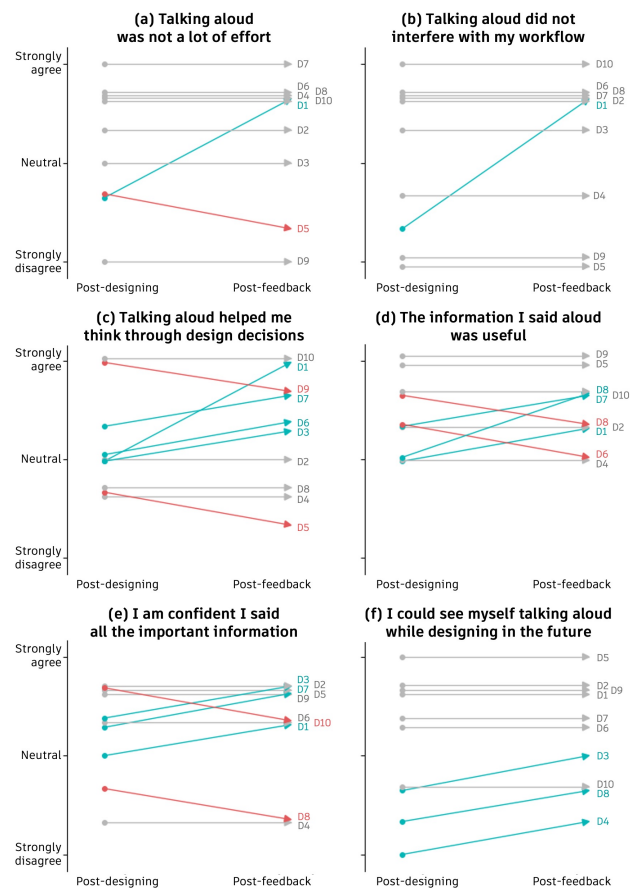 (a) Talking aloud
was not a lot of effort
Strongly
agree
Neutral
Strongly
disagree
D7
D6
D8
D4
D10
D1
D2
D3
D5
D9
Post-designing
Post-feedback
(b) Talking aloud did not
interfere with my workflow
D10
D6
D8
D7
D2
D1
D3
D4
D9
D5
Post-designing
Post-feedback
(c) Talking aloud helped me
think through design decisions
Strongly
agree
Neutral
Strongly
disagree
D10
D1
D9
D7
D6
D3
D2
D8
D4
D5
Post-designing
Post-feedback
(d) The information I said aloud
was useful
D9
D5
D8
D10
D7
D8
D2
D1
D6
D4
Post-designing
Post-feedback
(e) I am confident I said
all the important information
Strongly
agree
Neutral
Strongly
disagree
D3
D2
D7
D5
D9
D6
D10
D1
D8
D4
Post-designing
Post-feedback
(f) I could see myself talking aloud
while designing in the future
D5
D2
D9
D1
D7
D6
D3
D10
D8
D4
Post-designing
Post-feedback